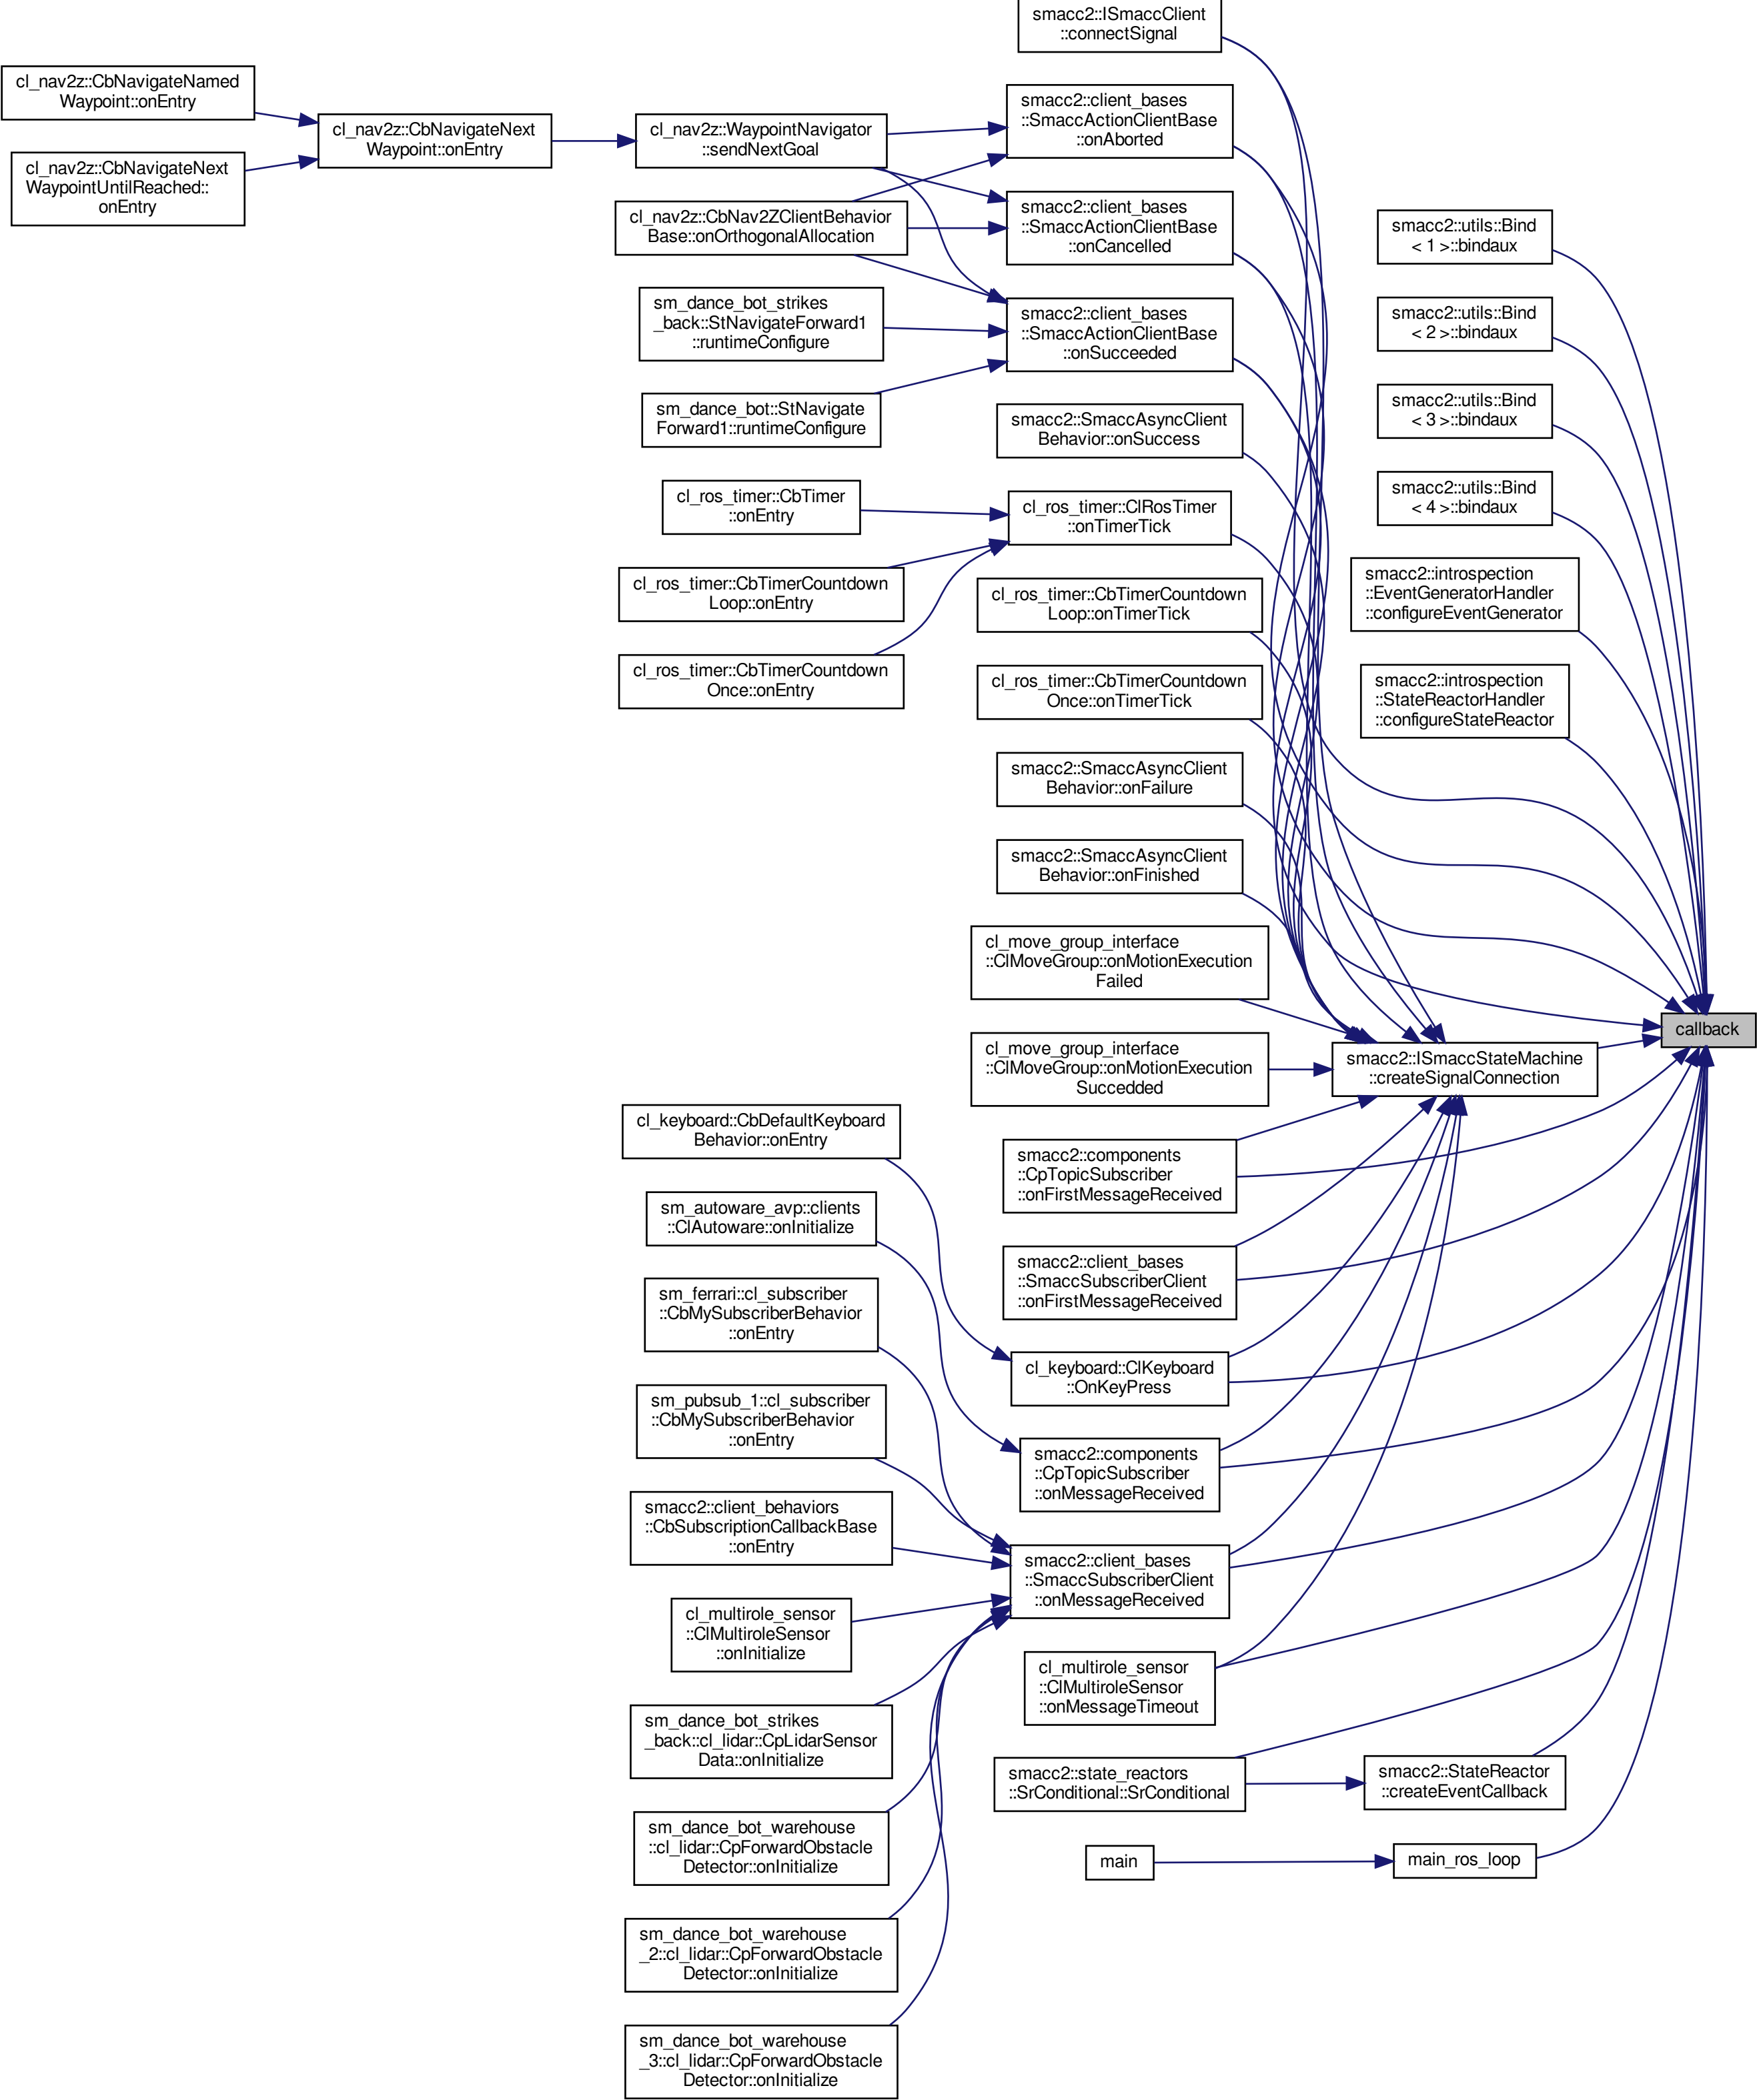 smacc2::ISmaccClient
::connectSignal
cl_nav2z::CbNavigateNamed
Waypoint::onEntry
cl_nav2z::CbNavigateNext
WaypointUntilReached::
onEntry
cl_nav2z::CbNavigateNext
Waypoint::onEntry
cl_nav2z::WaypointNavigator
::sendNextGoal
cl_nav2z::CbNav2ZClientBehavior
Base::onOrthogonalAllocation
sm_dance_bot_strikes
_back::StNavigateForward1
::runtimeConfigure
sm_dance_bot::StNavigate
Forward1::runtimeConfigure
cl_ros_timer::CbTimer
::onEntry
cl_ros_timer::CbTimerCountdown
Loop::onEntry
cl_ros_timer::CbTimerCountdown
Once::onEntry
smacc2::client_bases
::SmaccActionClientBase
::onAborted
smacc2::client_bases
::SmaccActionClientBase
::onCancelled
smacc2::client_bases
::SmaccActionClientBase
::onSucceeded
smacc2::SmaccAsyncClient
Behavior::onSuccess
cl_ros_timer::ClRosTimer
::onTimerTick
cl_ros_timer::CbTimerCountdown
Loop::onTimerTick
cl_ros_timer::CbTimerCountdown
Once::onTimerTick
smacc2::SmaccAsyncClient
Behavior::onFailure
smacc2::SmaccAsyncClient
Behavior::onFinished
cl_move_group_interface
::ClMoveGroup::onMotionExecution
Failed
cl_move_group_interface
::ClMoveGroup::onMotionExecution
Succedded
smacc2::components
::CpTopicSubscriber
::onFirstMessageReceived
smacc2::client_bases
::SmaccSubscriberClient
::onFirstMessageReceived
cl_keyboard::ClKeyboard
::OnKeyPress
smacc2::components
::CpTopicSubscriber
::onMessageReceived
smacc2::client_bases
::SmaccSubscriberClient
::onMessageReceived
cl_multirole_sensor
::ClMultiroleSensor
::onMessageTimeout
smacc2::state_reactors
::SrConditional::SrConditional
main
smacc2::utils::Bind
< 1 >::bindaux
smacc2::utils::Bind
< 2 >::bindaux
smacc2::utils::Bind
< 3 >::bindaux
smacc2::utils::Bind
< 4 >::bindaux
smacc2::introspection
::EventGeneratorHandler
::configureEventGenerator
smacc2::introspection
::StateReactorHandler
::configureStateReactor
callback
smacc2::ISmaccStateMachine
::createSignalConnection
smacc2::StateReactor
::createEventCallback
main_ros_loop
cl_keyboard::CbDefaultKeyboard
Behavior::onEntry
sm_autoware_avp::clients
::ClAutoware::onInitialize
sm_ferrari::cl_subscriber
::CbMySubscriberBehavior
::onEntry
sm_pubsub_1::cl_subscriber
::CbMySubscriberBehavior
::onEntry
smacc2::client_behaviors
::CbSubscriptionCallbackBase
::onEntry
cl_multirole_sensor
::ClMultiroleSensor
::onInitialize
sm_dance_bot_strikes
_back::cl_lidar::CpLidarSensor
Data::onInitialize
sm_dance_bot_warehouse
::cl_lidar::CpForwardObstacle
Detector::onInitialize
sm_dance_bot_warehouse
_2::cl_lidar::CpForwardObstacle
Detector::onInitialize
sm_dance_bot_warehouse
_3::cl_lidar::CpForwardObstacle
Detector::onInitialize